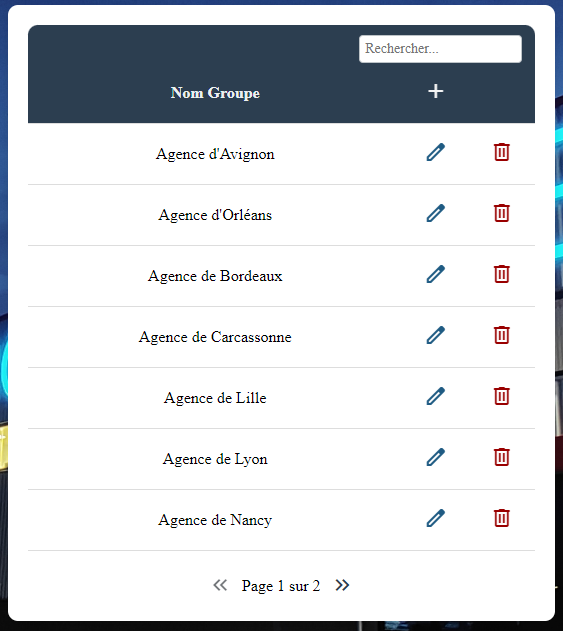 Rechercher...
Nom Groupe
Agence d'Avignon
Agence d'Orléans
Agence de Bordeaux
Agence de Carcassonne
Agence de Lille
Agence de Lyon
Agence de Nancy
Page 1 sur 2